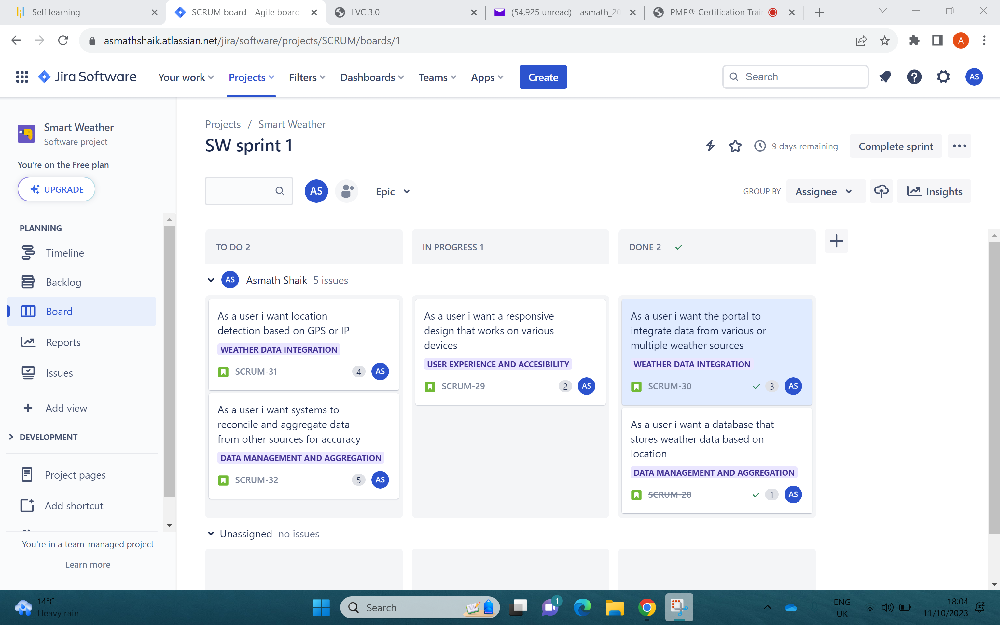 Self learning
SCRUM board - Agile board
LVC 3.0
(54,925 unread) - asmath_20
PMP® Certification Trai
asmathshaik.atlassian.net/jira/software/projects/SCRUM/boards/1
A
Jira Software
Your work
Projects
Filters
Dashboards
Teams
Apps
Create
Search
AS
Smart Weather
Software project
You're on the Free plan
UPGRADE
PLANNING
Timeline
Backlog
Board
Reports
Issues
Add view
DEVELOPMENT
Project pages
Add shortcut
You're in a team-managed project
Learn more
Projects / Smart Weather
SW sprint 1
9 days remaining
Complete sprint
AS
Epic
GROUP BY
Assignee
Insights
TO DO 2
IN PROGRESS 1
DONE 2
AS Asmath Shaik 5 issues
As a user i want location
detection based on GPS or IP
WEATHER DATA INTEGRATION
SCRUM-31 4 AS
As a user i want systems to
reconcile and aggregate data
from other sources for accuracy
DATA MANAGEMENT AND AGGREGATION
SCRUM-32 5 AS
As a user i want a responsive
design that works on various
devices
USER EXPERIENCE AND ACCESIBILITY
SCRUM-29 2 AS
As a user i want the portal to
integrate data from various or
multiple weather sources
WEATHER DATA INTEGRATION
SCRUM-30 3 AS
As a user i want a database that
stores weather data based on
location
DATA MANAGEMENT AND AGGREGATION
SCRUM-28 1 AS
Unassigned no issues
14°C
Heavy rain
Search
1
ENG
UK
18:04
11/10/2023